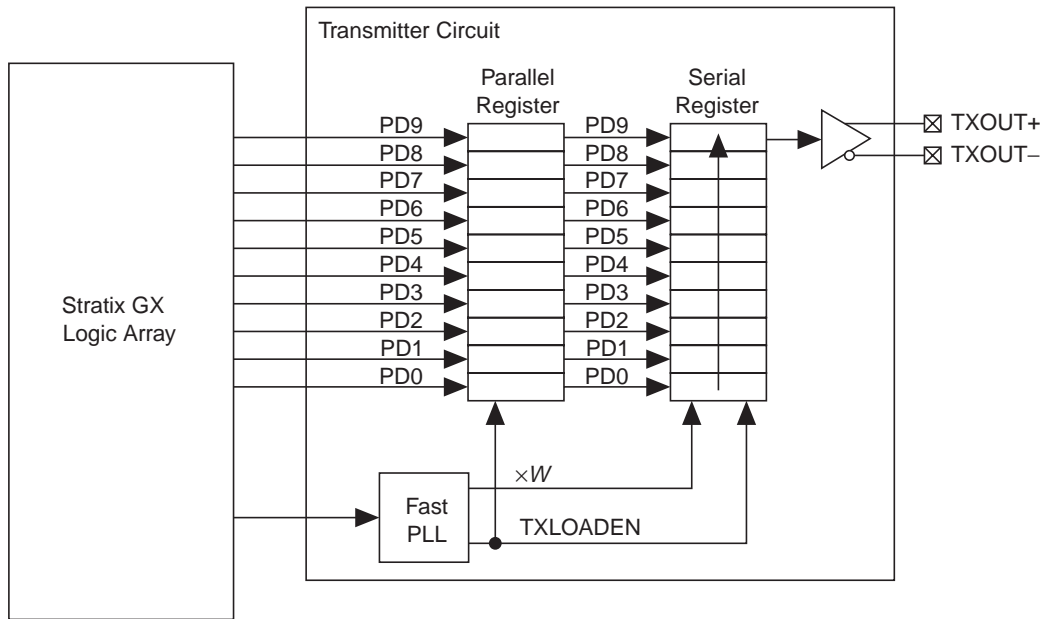 Transmitter Circuit
Parallel
Register
Serial
Register
PD9
PD9
TXOUT+
PD8
PD8
TXOUT−
PD7
PD7
PD6
PD6
PD5
PD5
PD4
PD4
PD3
PD3
Stratix GX
Logic Array
PD2
PD2
PD1
PD1
PD0
PD0
×W
Fast
PLL
TXLOADEN